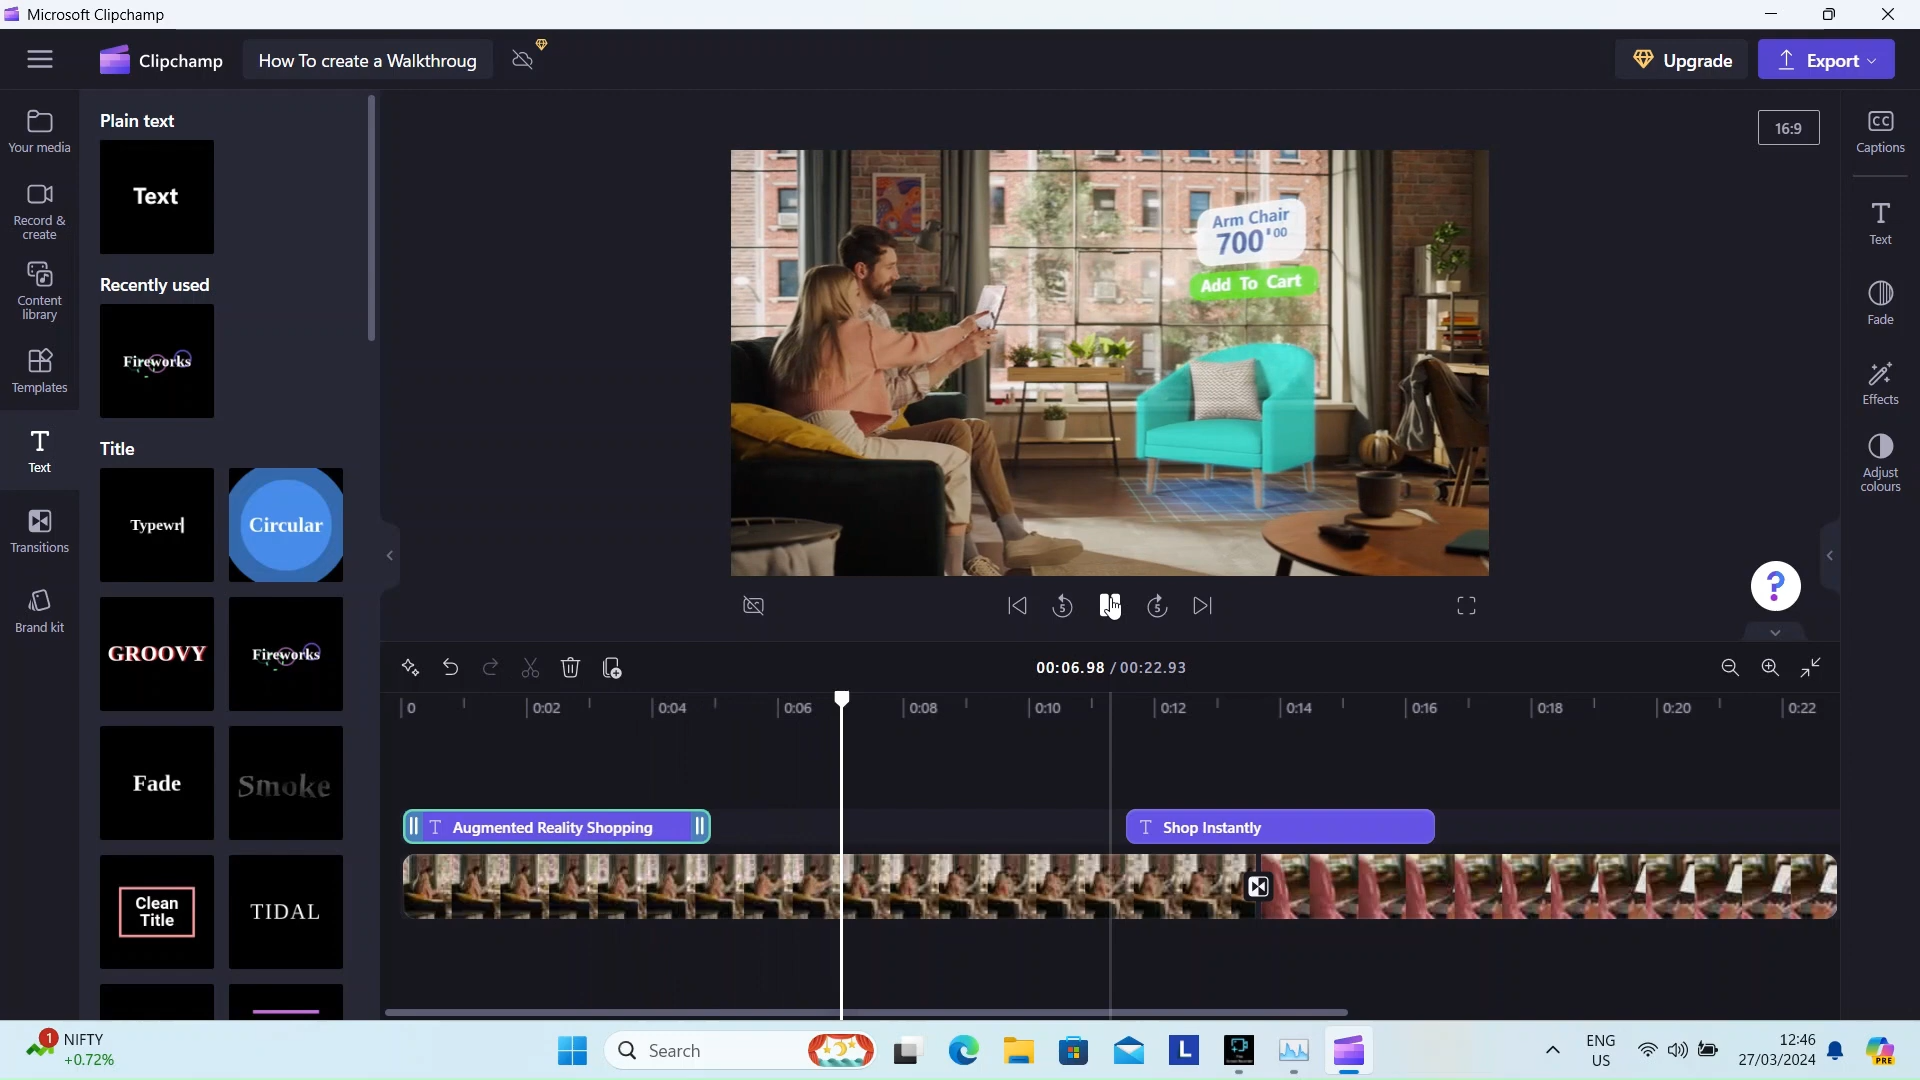 Microsoft Clipchamp
Clipchamp
How To create a Walkthroug
Upgrade
Export
Your media
Record &
create
Content
library
Templates
Text
Transitions
Brand kit
Plain text
Text
Recently used
Fireworks
Title
Typewr
Circular
GROOVY
Fireworks
Fade
Smoke
Clean
Title
TIDAL
16:9
Arm Chair
700'00
Add To Cart
Captions
Text
Fade
Effects
Adjust
colours
5
5
?
00:06.98 / 00:22.93
0
0:02
0:04
0:06
0:08
0:10
0:12
0:14
0:16
0:18
0:20
0:22
T Augmented Reality Shopping
T Shop Instantly
1
NIFTY
+0.72%
Search
L
ENG
US
12:46
27/03/2024
PRE